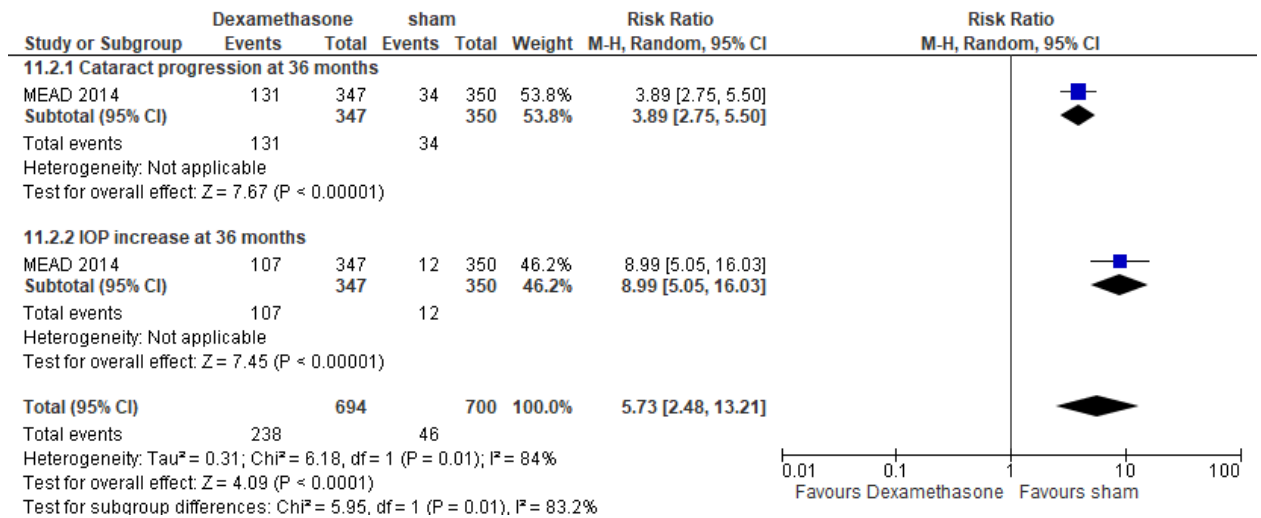 Dexamethasone sham Risk Ratio Risk Ratio
Study or Subgroup Events Total Events Total Weight M-H, Random, 95% CI M-H, Random, 95% CI
11.2.1 Cataract progression at 36 months
MEAD 2014 131 347 34 350 53.8% 3.89 [2.75, 5.50]
Subtotal (95% CI) 347 350 53.8% 3.89 [2.75, 5.50]
Total events 131 34
Heterogeneity: Not applicable
Test for overall effect: Z = 7.67 (P < 0.00001)
11.2.2 IOP increase at 36 months
MEAD 2014 107 347 12 350 46.2% 8.99 [5.05, 16.03]
Subtotal (95% CI) 347 350 46.2% 8.99 [5.05, 16.03]
Total events 107 12
Heterogeneity: Not applicable
Test for overall effect: Z = 7.45 (P < 0.00001)
Total (95% CI) 694 700 100.0% 5.73 [2.48, 13.21]
Total events 238 46
Heterogeneity: Tau² = 0.31; Chi² = 6.18, df = 1 (P = 0.01); I² = 84%
Test for overall effect: Z = 4.09 (P < 0.0001)
Test for subgroup differences: Chi² = 5.95, df = 1 (P = 0.01), I² = 83.2%
0.01 0.1 1 10 100
Favours Dexamethasone Favours sham